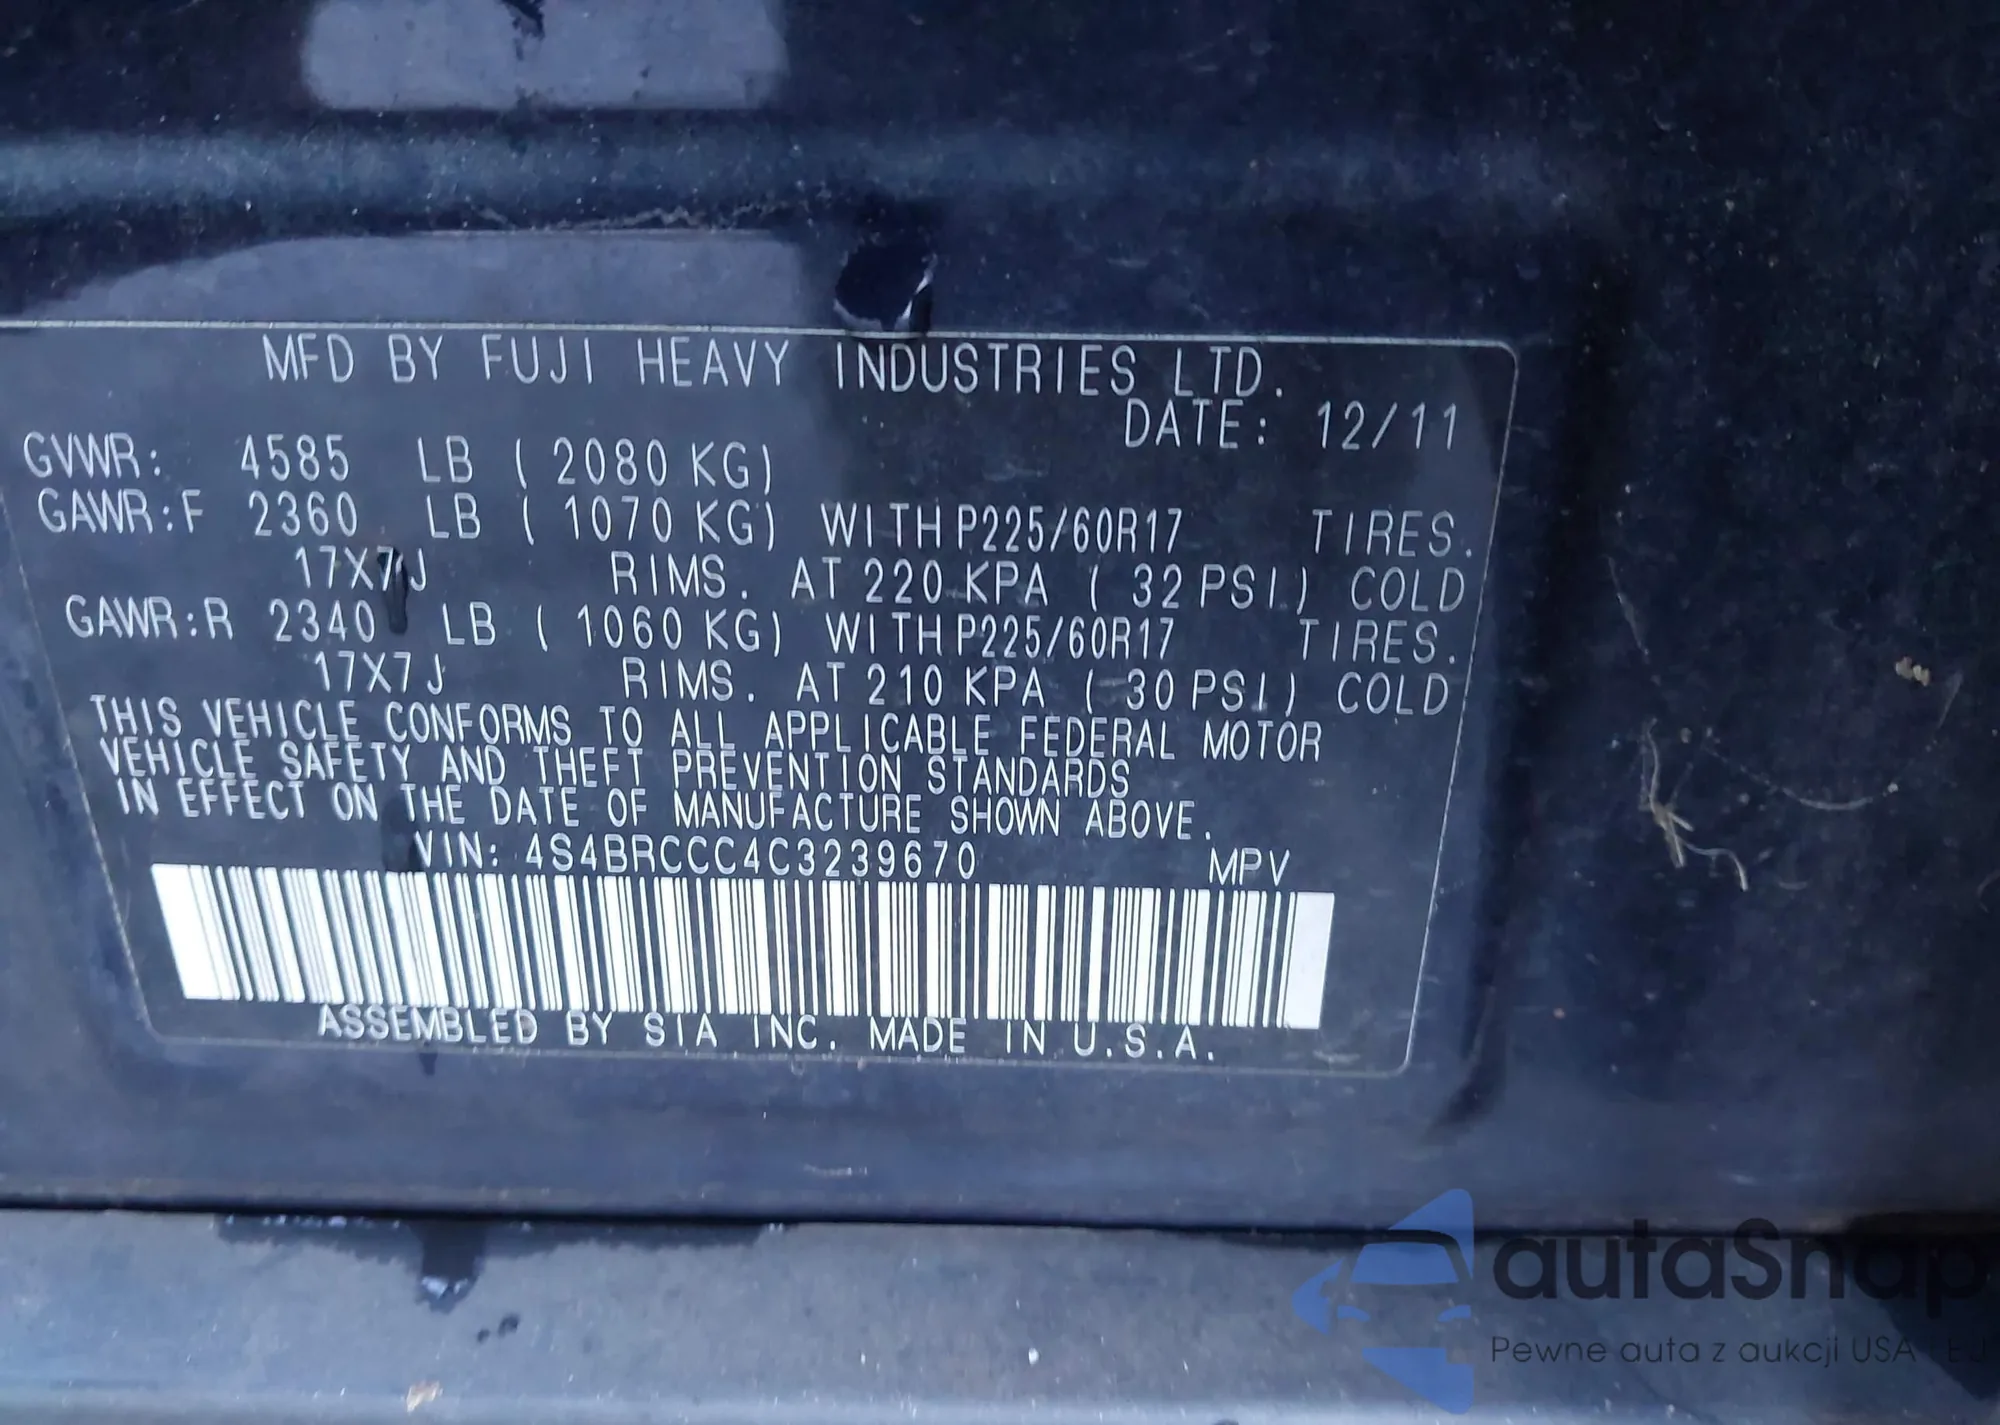 MFD BY FUJI HEAVY INDUSTRIES LTD.
DATE: 12/11
GVWR: 4585 LB ( 2080 KG)
GAWR:F 2360 LB ( 1070 KG) WITH P225/60R17 TIRES.
17X7J RIMS. AT 220 KPA ( 32 PSI) COLD
GAWR:R 2340 LB ( 1060 KG) WITH P225/60R17 TIRES.
17X7J RIMS. AT 210 KPA ( 30 PSI) COLD
THIS VEHICLE CONFORMS TO ALL APPLICABLE FEDERAL MOTOR
VEHICLE SAFETY AND THEFT PREVENTION STANDARDS
IN EFFECT ON THE DATE OF MANUFACTURE SHOWN ABOVE.
VIN: 4S4BRCCC4C3239670 MPV
ASSEMBLED BY SIA INC. MADE IN U.S.A.
autaSnap
Pewne auta z aukcji USA